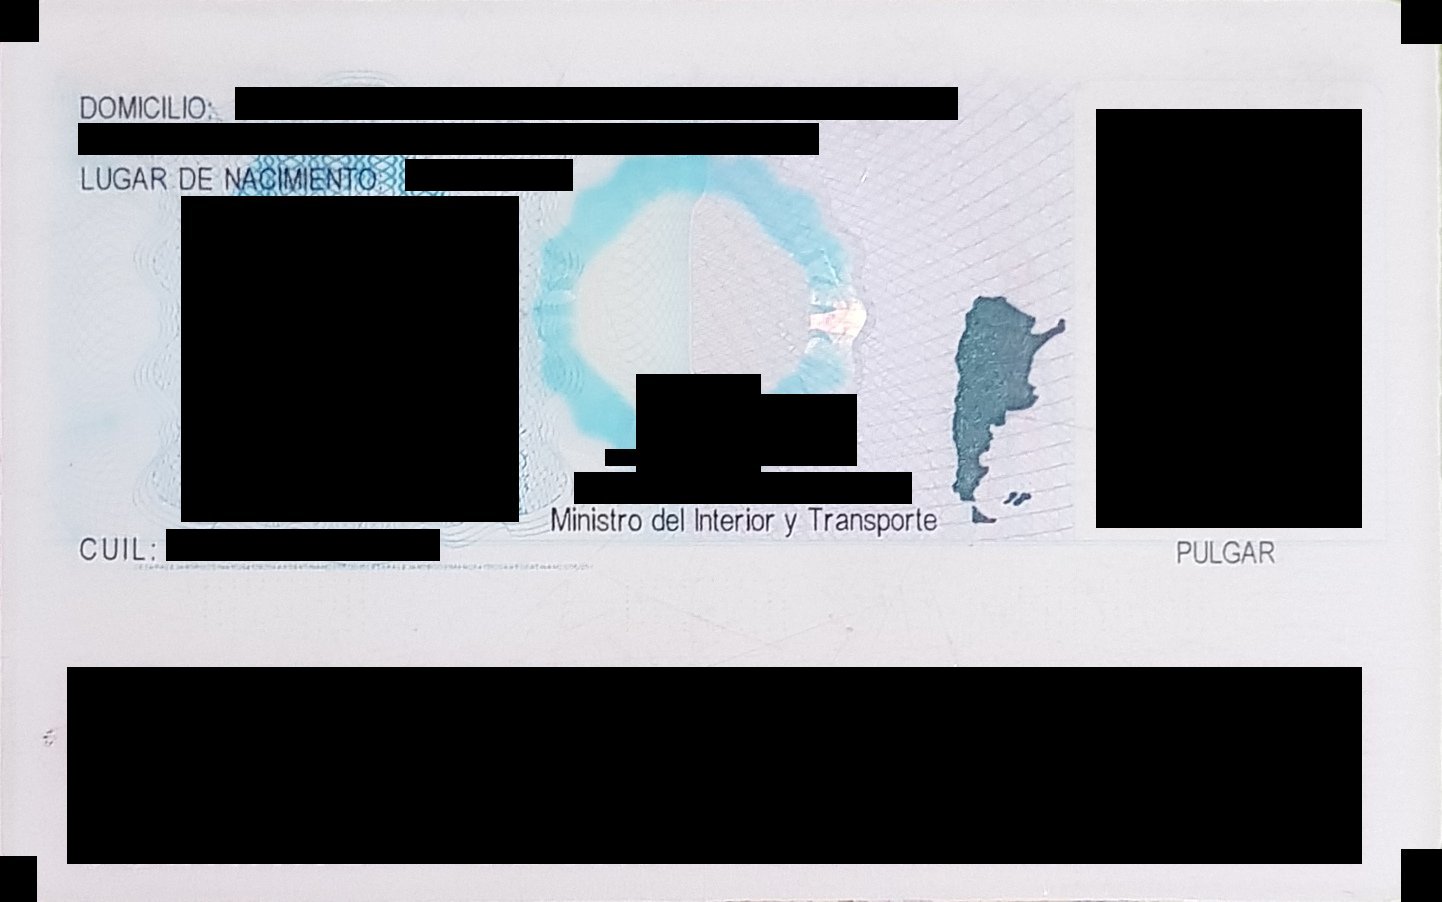 DOMICILIO:
LUGAR DE NACIMIENTO:
Ministro del Interior y Transporte
CUIL:
PULGAR